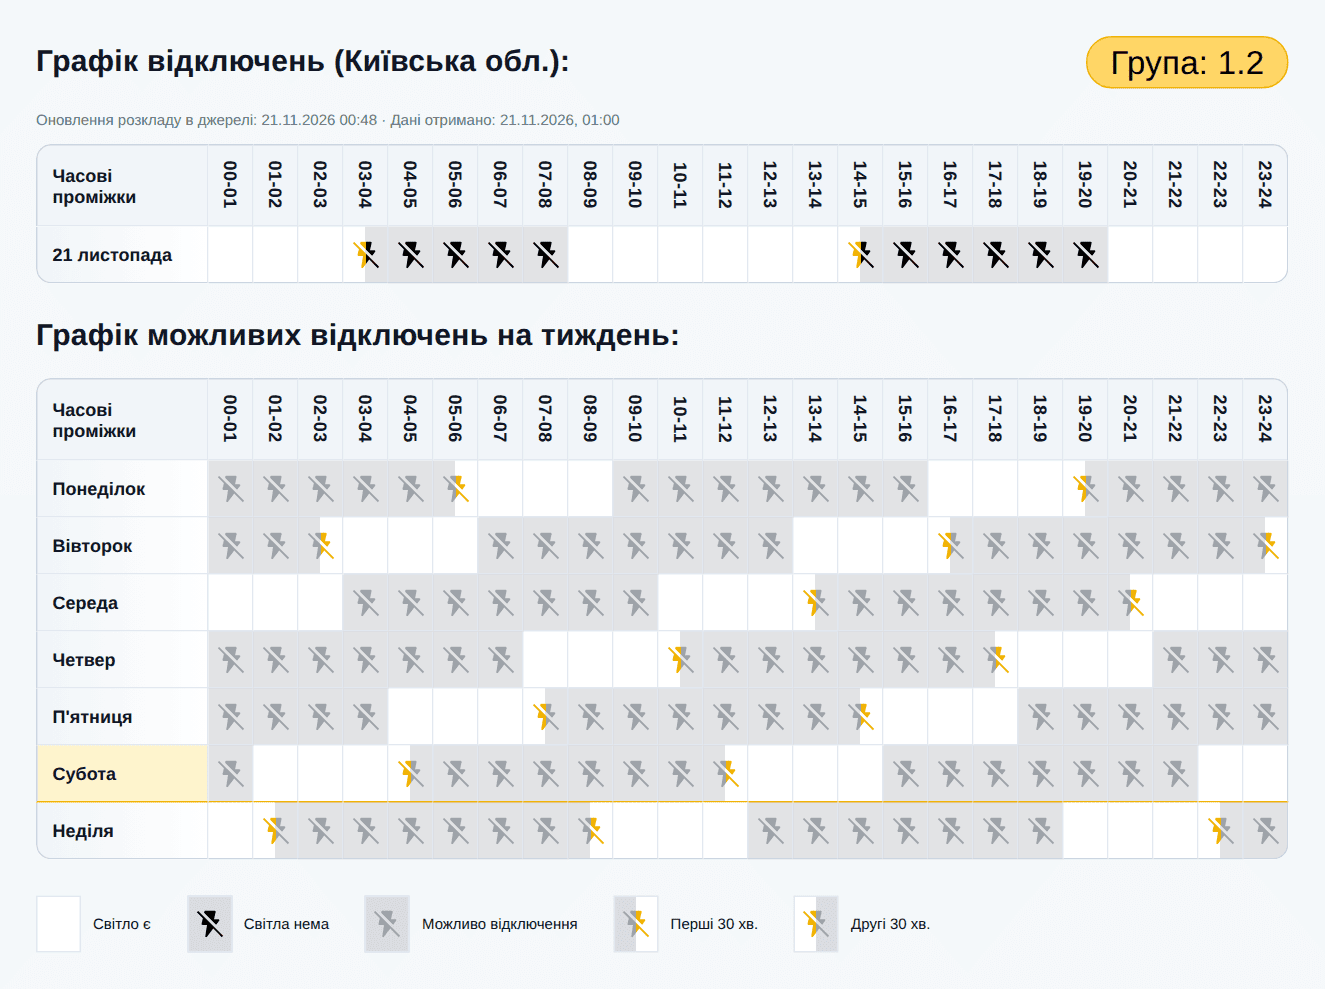 Графік відключень (Київська обл.):
Група: 1.2
Оновлення розкладу в джерелі: 21.11.2026 00:48 · Дані отримано: 21.11.2026, 01:00
Часові
проміжки
00-01 01-02 02-03 03-04 04-05 05-06 06-07 07-08 08-09 09-10 10-11 11-12 12-13 13-14 14-15 15-16 16-17 17-18 18-19 19-20 20-21 21-22 22-23 23-24
21 листопада
Графік можливих відключень на тиждень:
Часові
проміжки
00-01 01-02 02-03 03-04 04-05 05-06 06-07 07-08 08-09 09-10 10-11 11-12 12-13 13-14 14-15 15-16 16-17 17-18 18-19 19-20 20-21 21-22 22-23 23-24
Понеділок
Вівторок
Середа
Четвер
П'ятниця
Субота
Неділя
Світло є
Світла нема
Можливо відключення
Перші 30 хв.
Другі 30 хв.